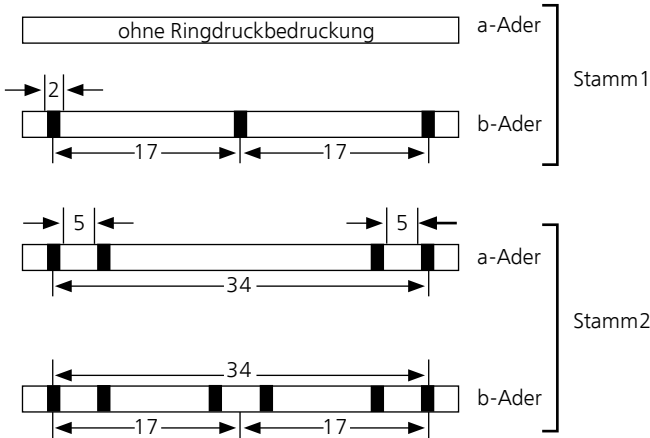 ohne Ringdruckbedruckung
a-Ader
Stamm1
2
b-Ader
17
17
5
5
a-Ader
34
Stamm2
34
b-Ader
17
17